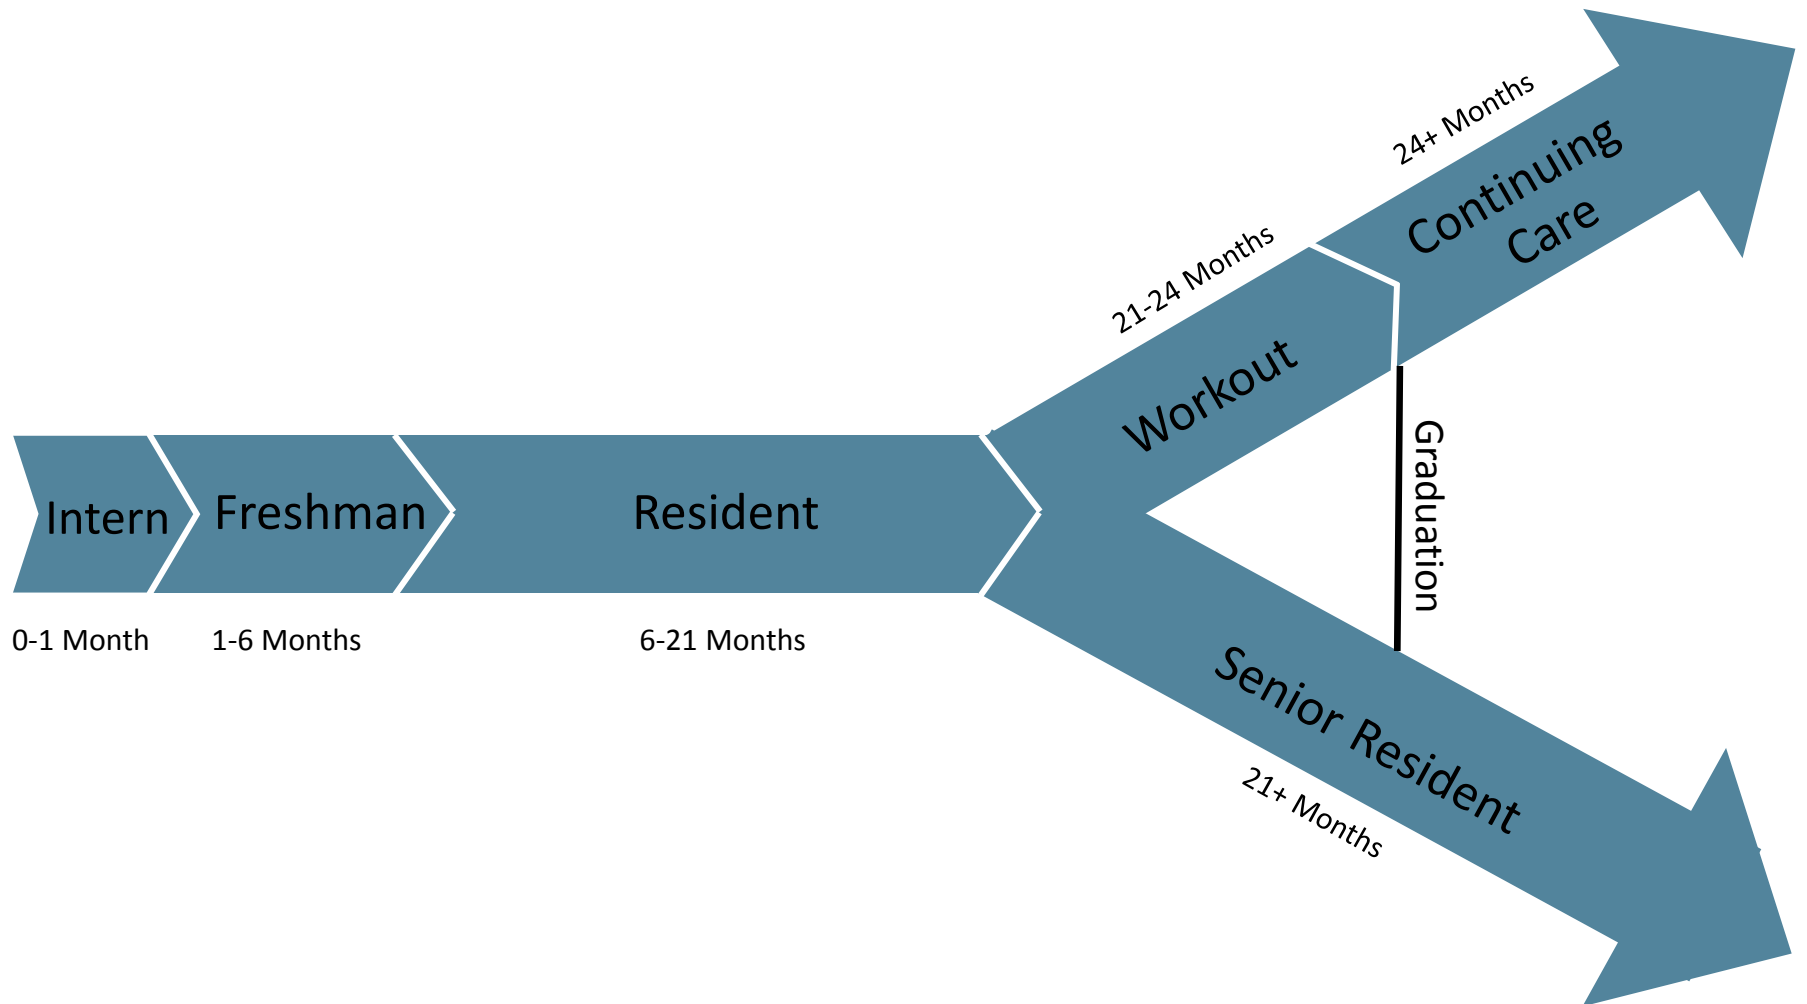 Intern
Freshman
Resident
0-1 Month
1-6 Months
6-21 Months
Workout
21-24 Months
Continuing
Care
24+ Months
Graduation
Senior Resident
21+ Months